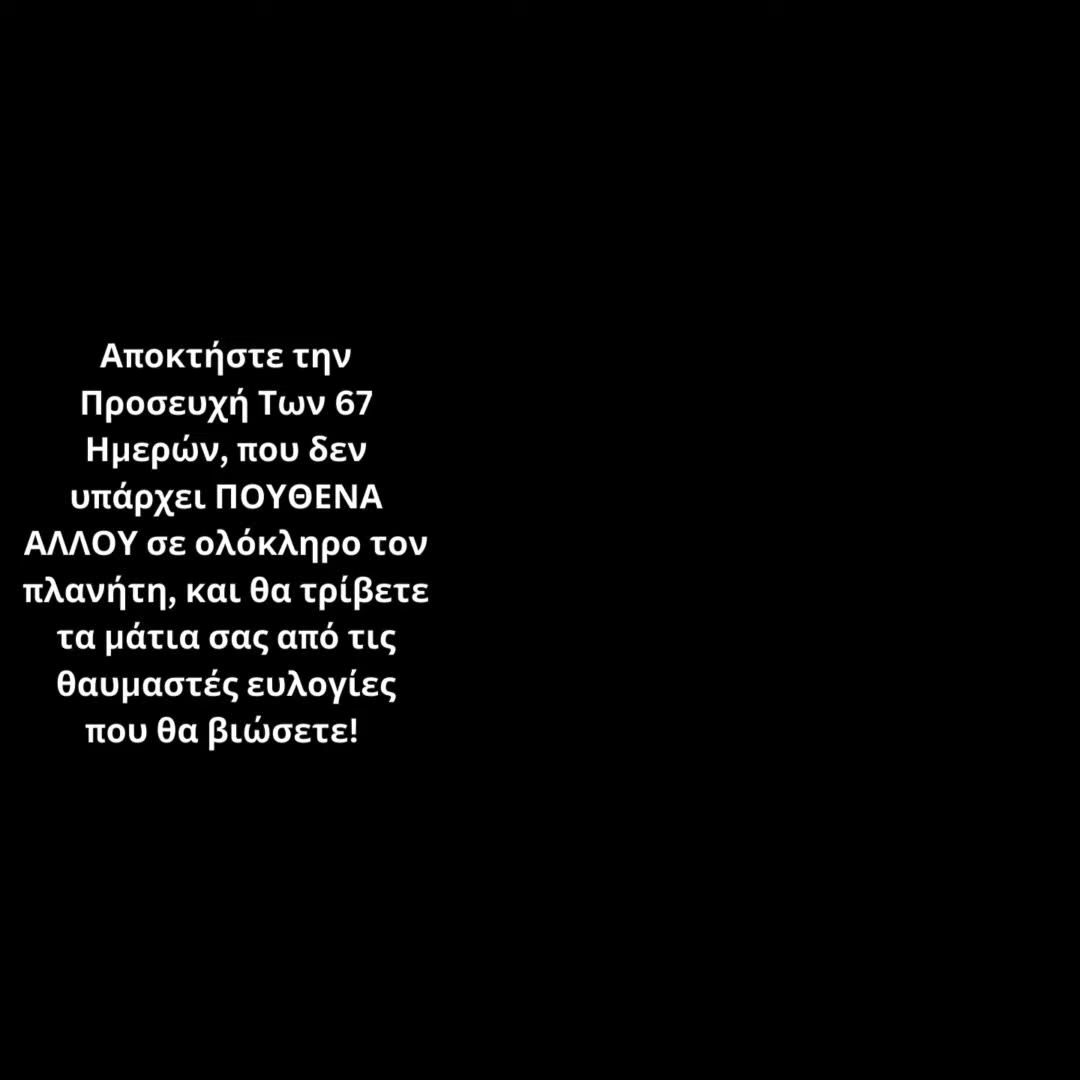 Αποκτήστε την
Προσευχή Των 67
Ημερών, που δεν
υπάρχει ΠΟΥΘΕΝΑ
ΑΛΛΟΥ σε ολόκληρο τον
πλανήτη, και θα τρίβετε
τα μάτια σας από τις
θαυμαστές ευλογίες
που θα βιώσετε!